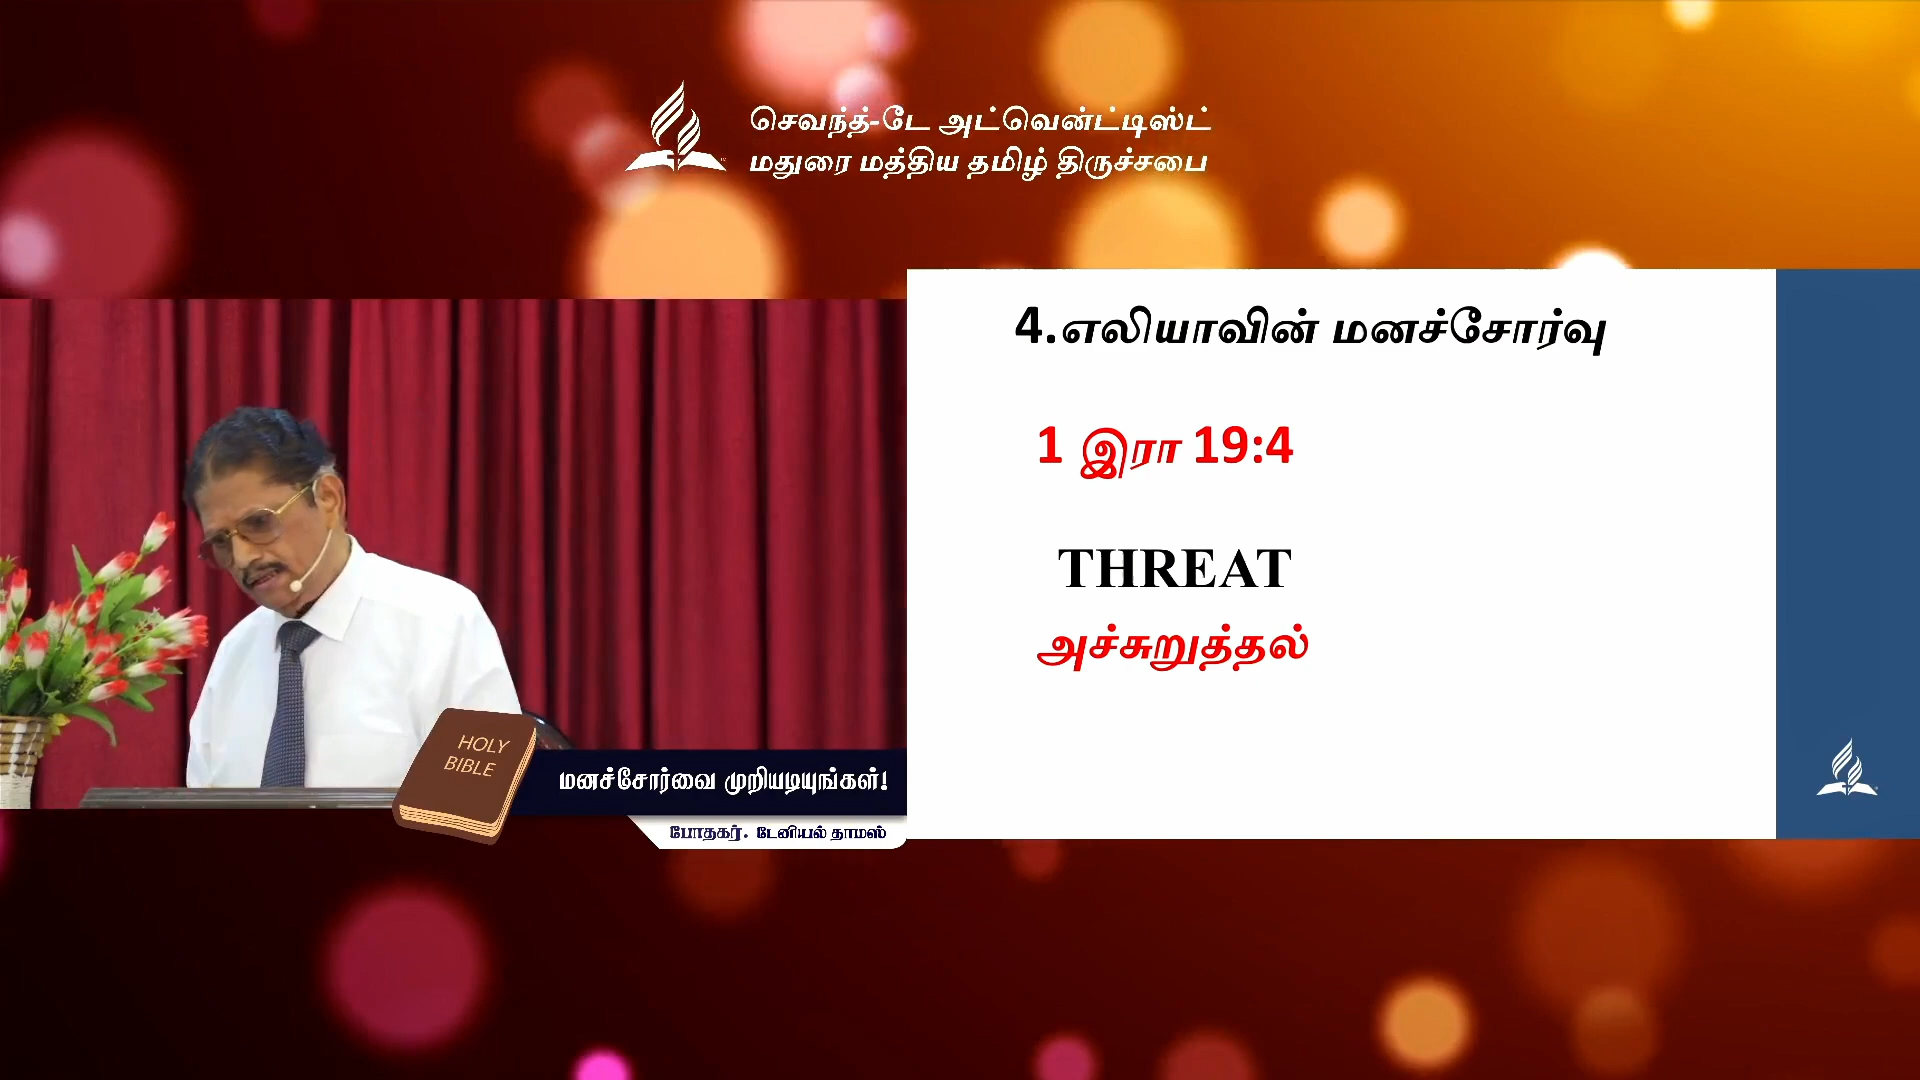 செவந்த்-டே அட்வென்ட்டிஸ்ட்
மதுரை மத்திய தமிழ் திருச்சபை
4.எலியாவின் மனச்சோர்வு
1 இரா 19:4
THREAT
அச்சுறுத்தல்
HOLY
BIBLE
மனச்சோர்வை முறியடியுங்கள்!
போதகர். டேனியல் தாமஸ்